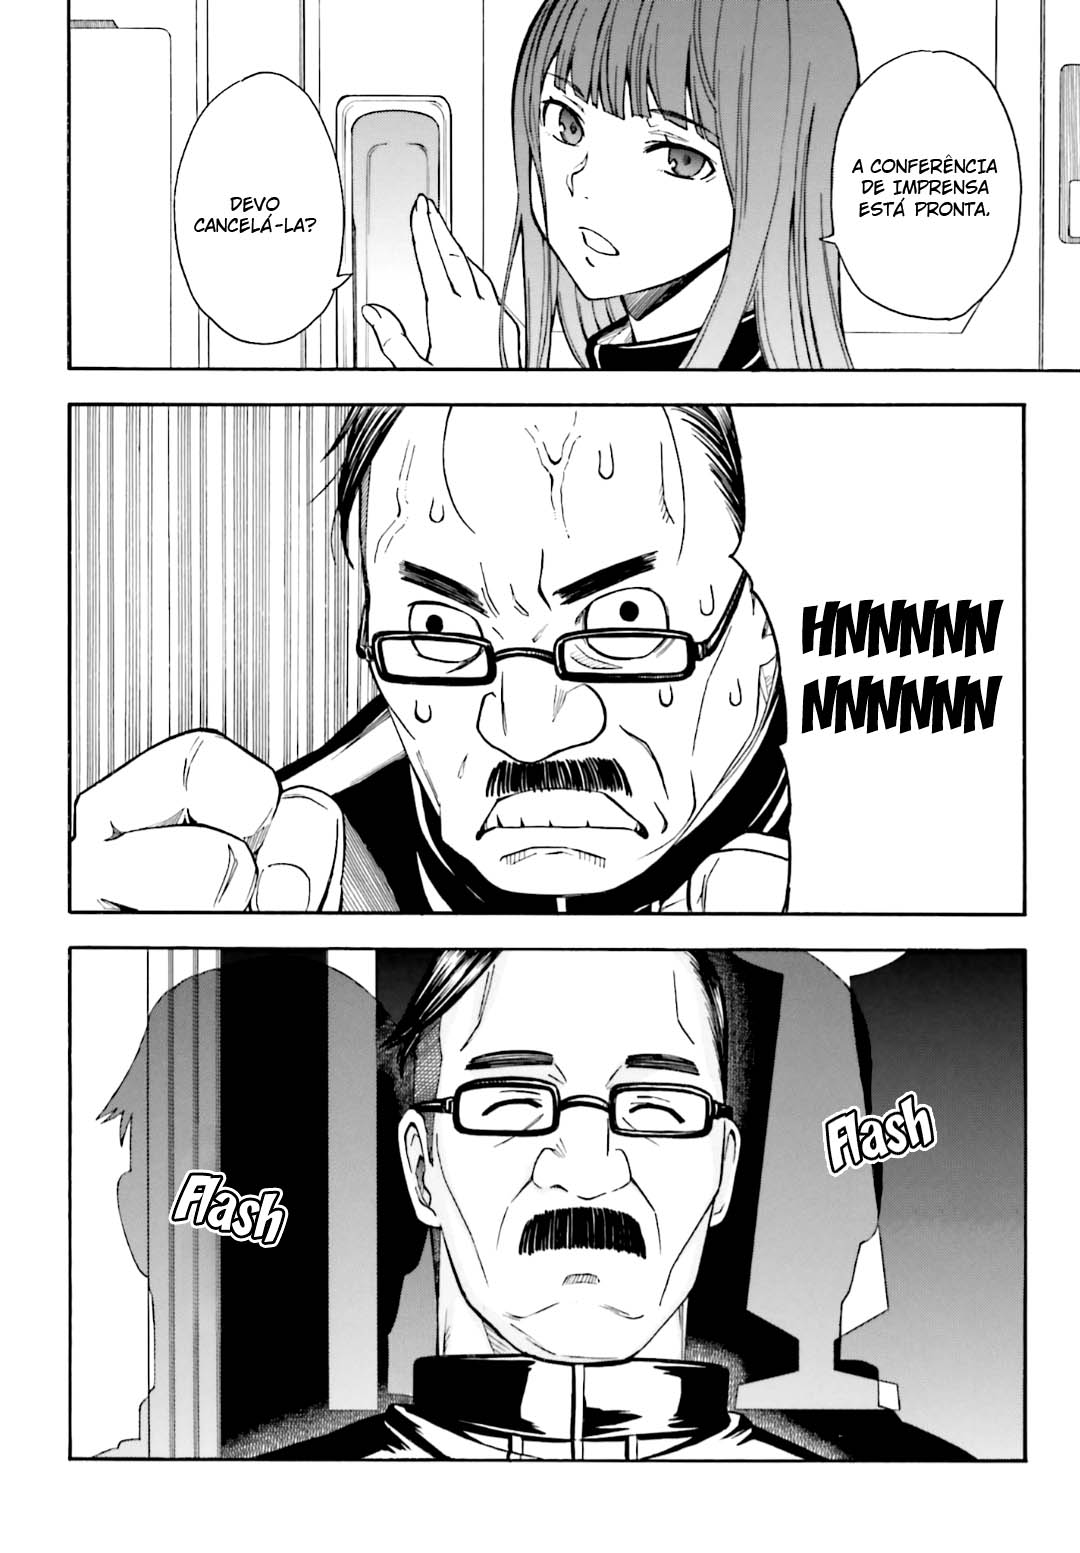 A CONFERÊNCIA
DE IMPRENSA
ESTÁ PRONTA.
DEVO
CANCELÁ-LA?
HNNNNN
NNNNNN
Flash
Flash